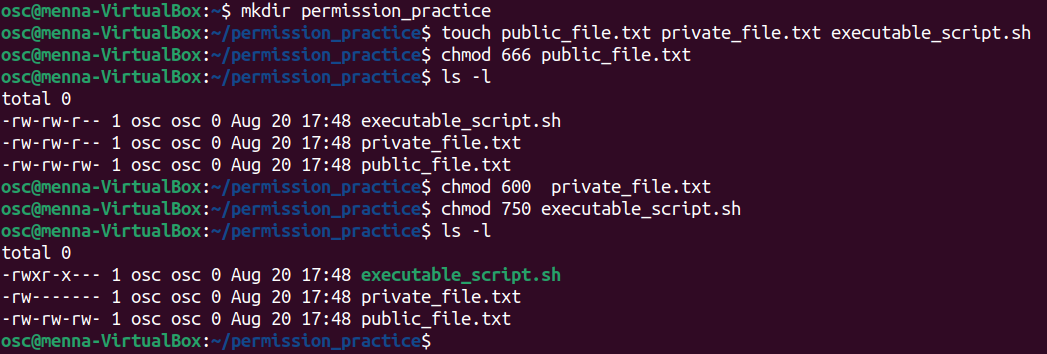 osc@menna-VirtualBox:~$ mkdir permission_practice
osc@menna-VirtualBox:~/permission_practice$ touch public_file.txt private_file.txt executable_script.sh
osc@menna-VirtualBox:~/permission_practice$ chmod 666 public_file.txt
osc@menna-VirtualBox:~/permission_practice$ ls -l
total 0
-rw-rw-r-- 1 osc osc 0 Aug 20 17:48 executable_script.sh
-rw-rw-r-- 1 osc osc 0 Aug 20 17:48 private_file.txt
-rw-rw-rw- 1 osc osc 0 Aug 20 17:48 public_file.txt
osc@menna-VirtualBox:~/permission_practice$ chmod 600  private_file.txt
osc@menna-VirtualBox:~/permission_practice$ chmod 750 executable_script.sh
osc@menna-VirtualBox:~/permission_practice$ ls -l
total 0
-rwxr-x--- 1 osc osc 0 Aug 20 17:48 executable_script.sh
-rw------- 1 osc osc 0 Aug 20 17:48 private_file.txt
-rw-rw-rw- 1 osc osc 0 Aug 20 17:48 public_file.txt
osc@menna-VirtualBox:~/permission_practice$